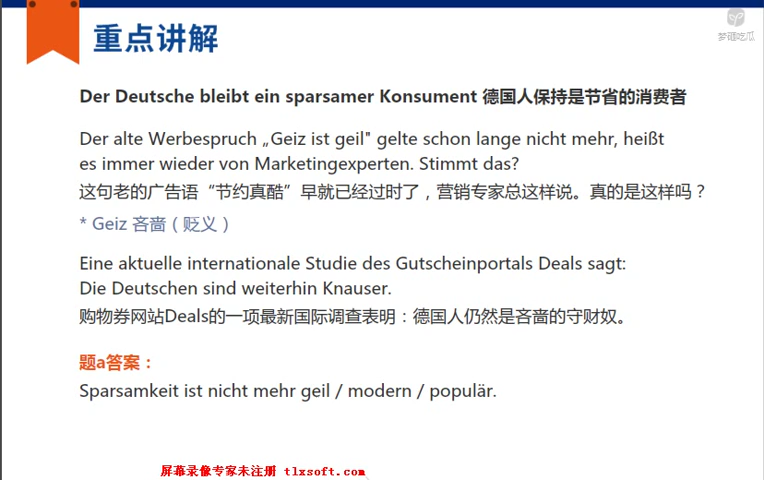 重点讲解
梦砸吃瓜
Der Deutsche bleibt ein sparsamer Konsument 德国人保持是节省的消费者
Der alte Werbespruch „Geiz ist geil" gelte schon lange nicht mehr, heißt
es immer wieder von Marketingexperten. Stimmt das?
这句老的广告语“节约真酷”早就已经过时了，营销专家总这样说。真的是这样吗？
* Geiz 吝啬（贬义）
Eine aktuelle internationale Studie des Gutscheinportals Deals sagt:
Die Deutschen sind weiterhin Knauser.
购物券网站Deals的一项最新国际调查表明：德国人仍然是吝啬的守财奴。
题a答案：
Sparsamkeit ist nicht mehr geil / modern / populär.
屏幕录像专家未注册 tlxsoft.com